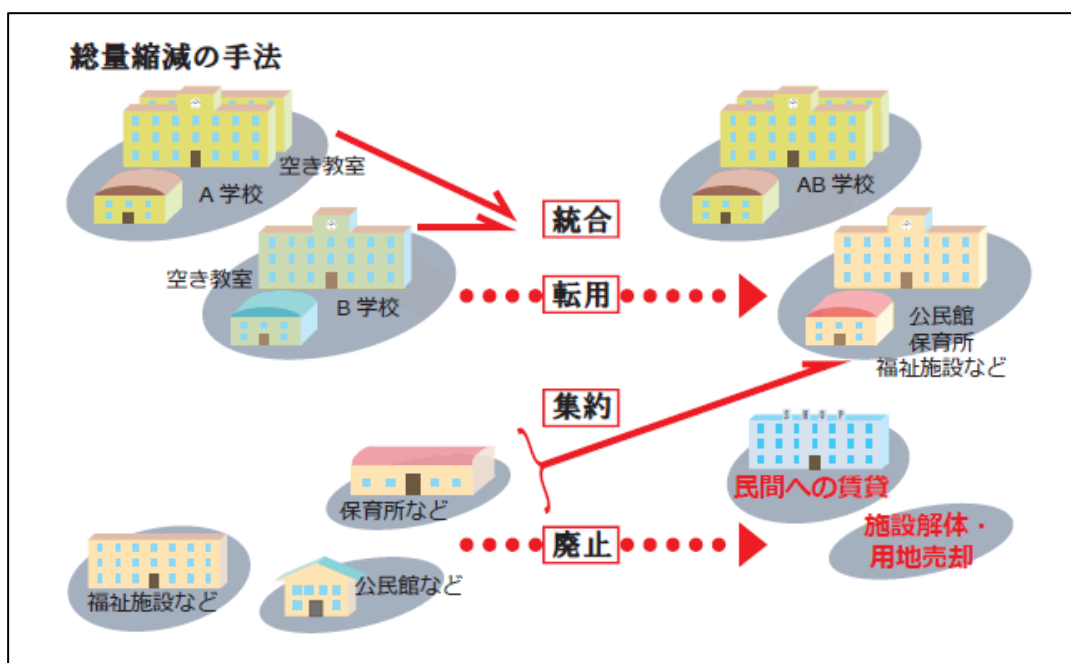 総量縮減の手法
空き教室
A 学校
空き教室
B 学校
統合
転用
集約
廃止
AB 学校
公民館
保育所
福祉施設など
保育所など
福祉施設など
公民館など
SHOP
民間への賃貸
施設解体・
用地売却